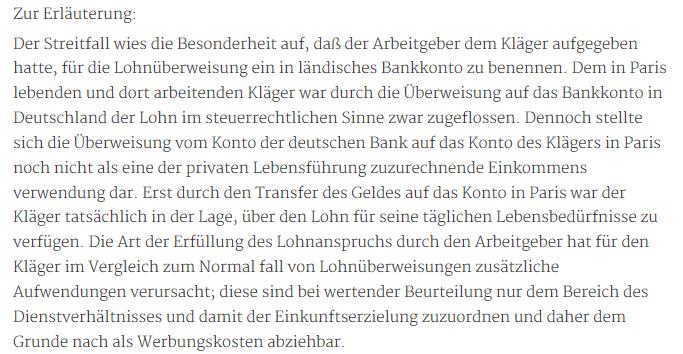 Zur Erläuterung:
Der Streitfall wies die Besonderheit auf, daß der Arbeitgeber dem Kläger aufgegeben
hatte, für die Lohnüberweisung ein in ländisches Bankkonto zu benennen. Dem in Paris
lebenden und dort arbeitenden Kläger war durch die Überweisung auf das Bankkonto in
Deutschland der Lohn im steuerrechtlichen Sinne zwar zugeflossen. Dennoch stellte
sich die Überweisung vom Konto der deutschen Bank auf das Konto des Klägers in Paris
noch nicht als eine der privaten Lebensführung zuzurechnende Einkommens
verwendung dar. Erst durch den Transfer des Geldes auf das Konto in Paris war der
Kläger tatsächlich in der Lage, über den Lohn für seine täglichen Lebensbedürfnisse zu
verfügen. Die Art der Erfüllung des Lohnanspruchs durch den Arbeitgeber hat für den
Kläger im Vergleich zum Normal fall von Lohnüberweisungen zusätzliche
Aufwendungen verursacht; diese sind bei wertender Beurteilung nur dem Bereich des
Dienstverhältnisses und damit der Einkunftserzielung zuzuordnen und daher dem
Grunde nach als Werbungskosten abziehbar.